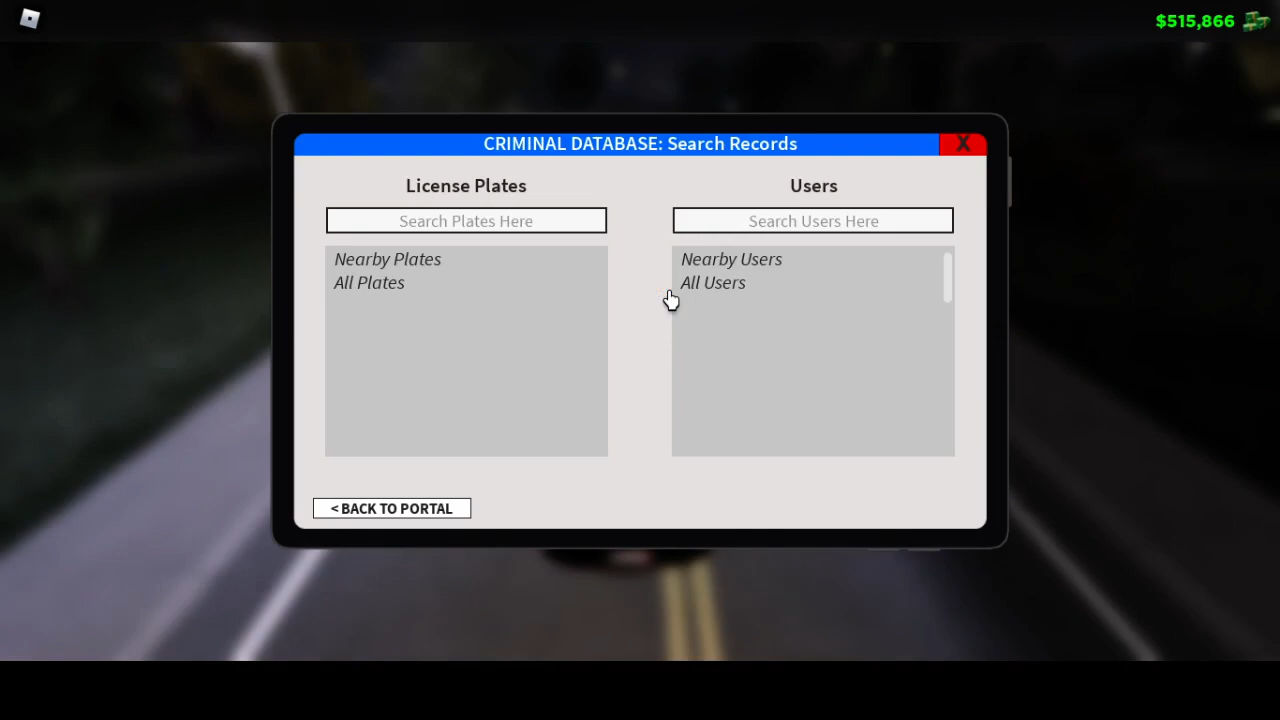 $515,866
CRIMINAL DATABASE: Search Records
X
License Plates
Users
Search Plates Here
Search Users Here
Nearby Plates
All Plates
Nearby Users
All Users
< BACK TO PORTAL